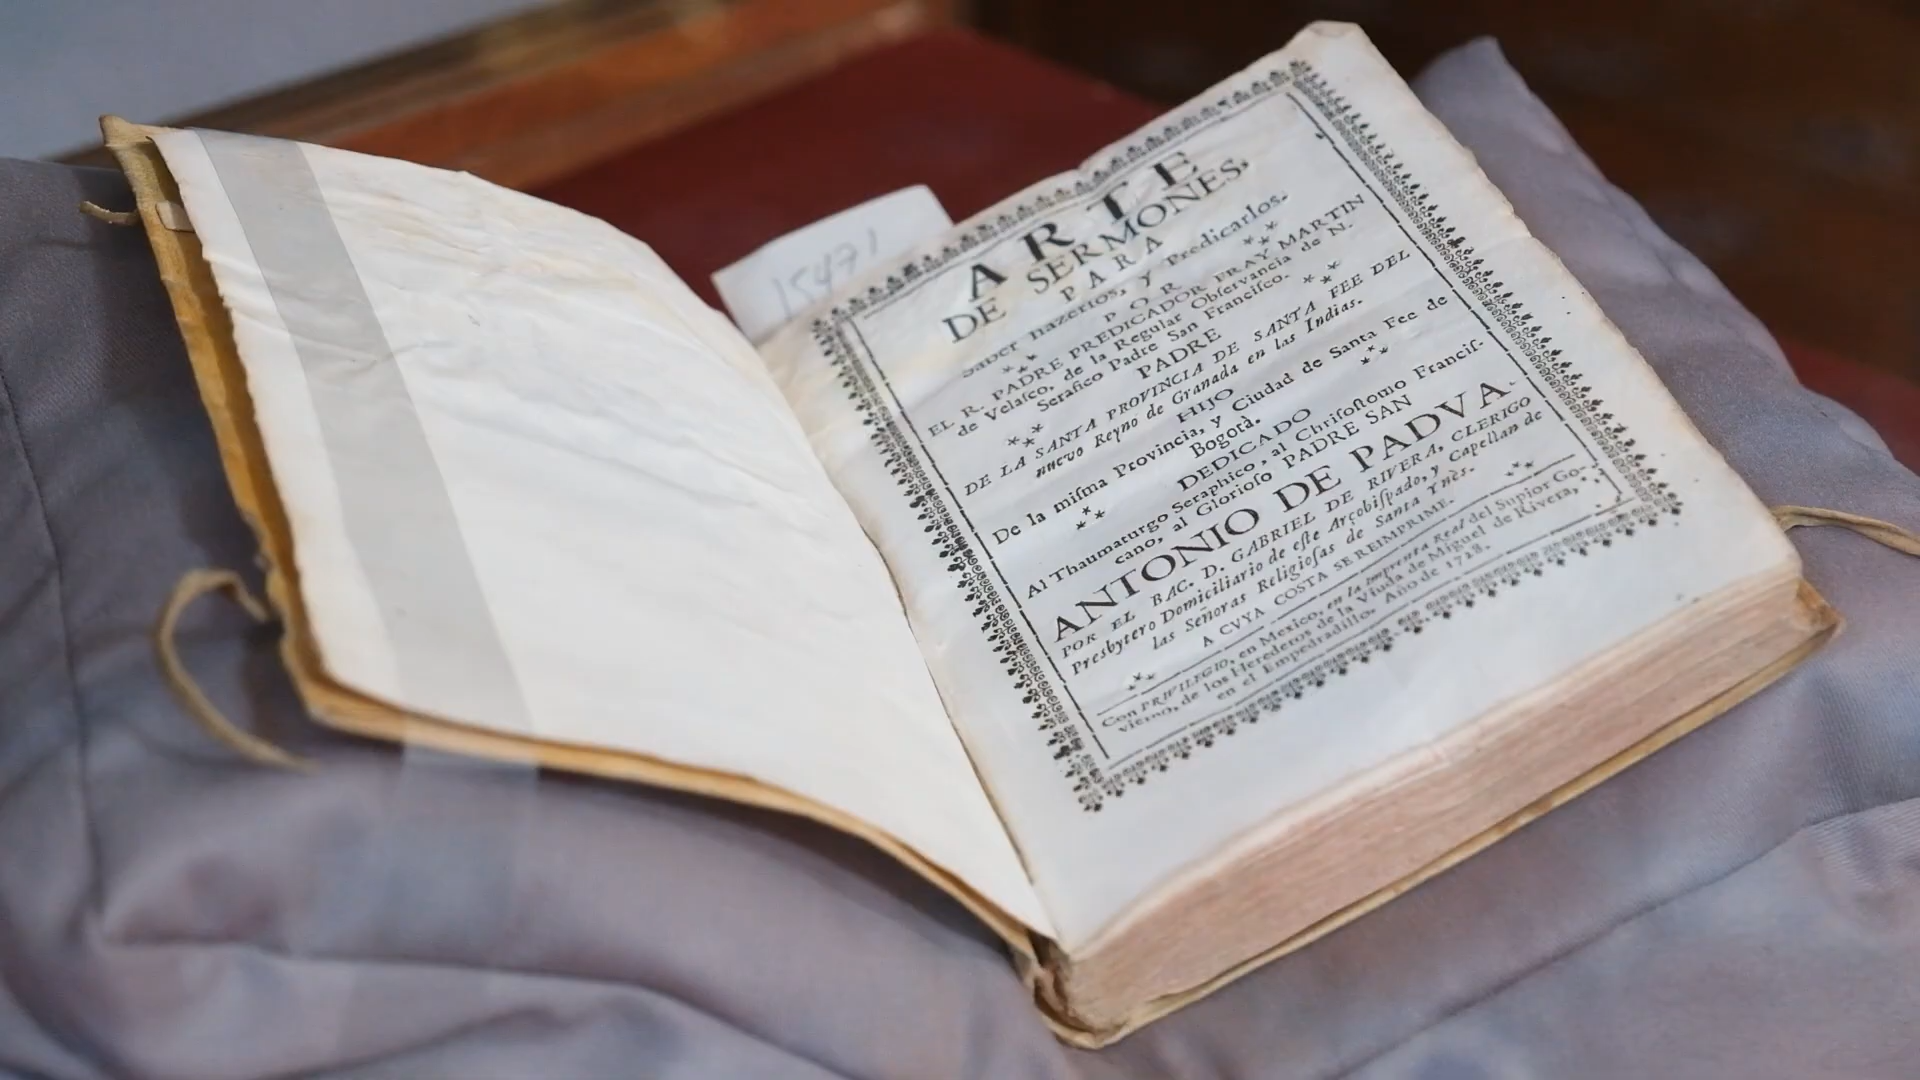 15471
ARTE
DE SERMONES,
PARA
Saber hazerlos, y Predicarlos.
POR
EL R. PADRE PREDICADOR FRAY MARTIN
de Velaſco, de la Regular Obſervancia de N.
Serafico Padre San Franciſco.
PADRE
DE LA SANTA PROVINCIA DE SANTA FEE DEL
nuevo Reyno de Granada en las Indias.
HIJO
De la miſma Provincia, y Ciudad de Santa Fee de
Bogotà.
DEDICADO
Al Thaumaturgo Seraphico, al Chriſoſtomo Franciſ-
cano, al Glorioſo PADRE SAN
ANTONIO DE PADVA.
POR EL BAC. D. GABRIEL DE RIVERA, CLERIGO
Presbytero Domiciliario de eſte Arçobiſpado, y Capellan de
las Señoras Religioſas de Santa Ynès.
A CVYA COSTA SE REIMPRIME.
Con PRIVILEGIO, en Mexico, en la Imprenta Real del Supior Go-
vierno, de los Herederos de la Viuda de Miguel de Rivera,
en el Empedradillo. Año de 1728.